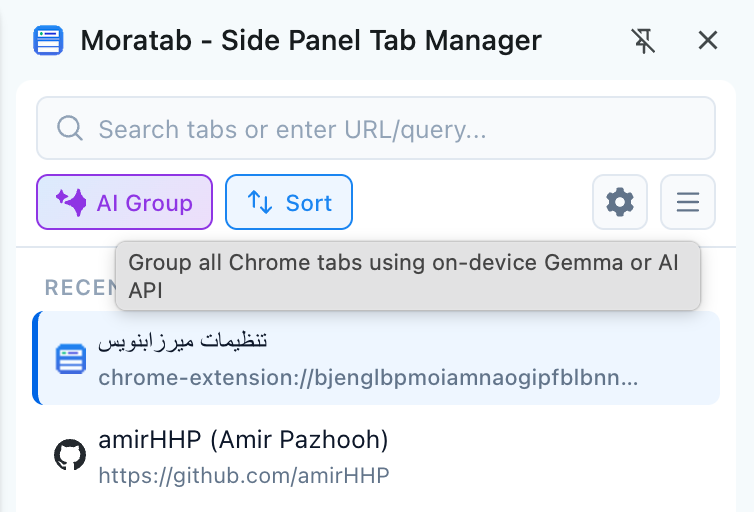 Moratab - Side Panel Tab Manager
Search tabs or enter URL/query...
AI Group
Sort
Group all Chrome tabs using on-device Gemma or AI
API
تنظیمات میرزابنویس
chrome-extension://bjenglbpmoiamnaogipfblbnn...
amirHHP (Amir Pazhooh)
https://github.com/amirHHP